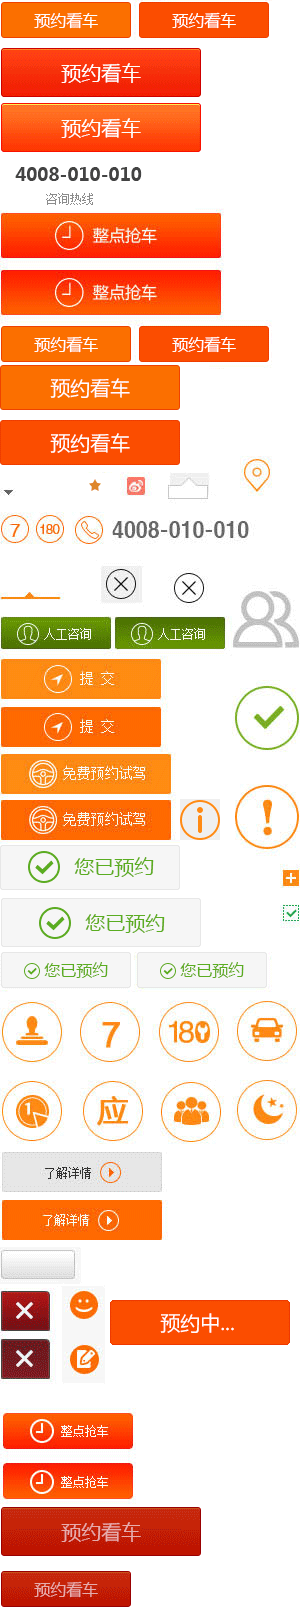 预约看车 预约看车
预约看车
预约看车
4008-010-010
咨询热线
整点抢车
整点抢车
预约看车 预约看车
预约看车
预约看车
7 180 4008-010-010
人工咨询 人工咨询
提 交
提 交
免费预约试驾
免费预约试驾
您已预约
您已预约
您已预约 您已预约
7 180
1 应
了解详情
了解详情
预约中...
整点抢车
整点抢车
预约看车
预约看车